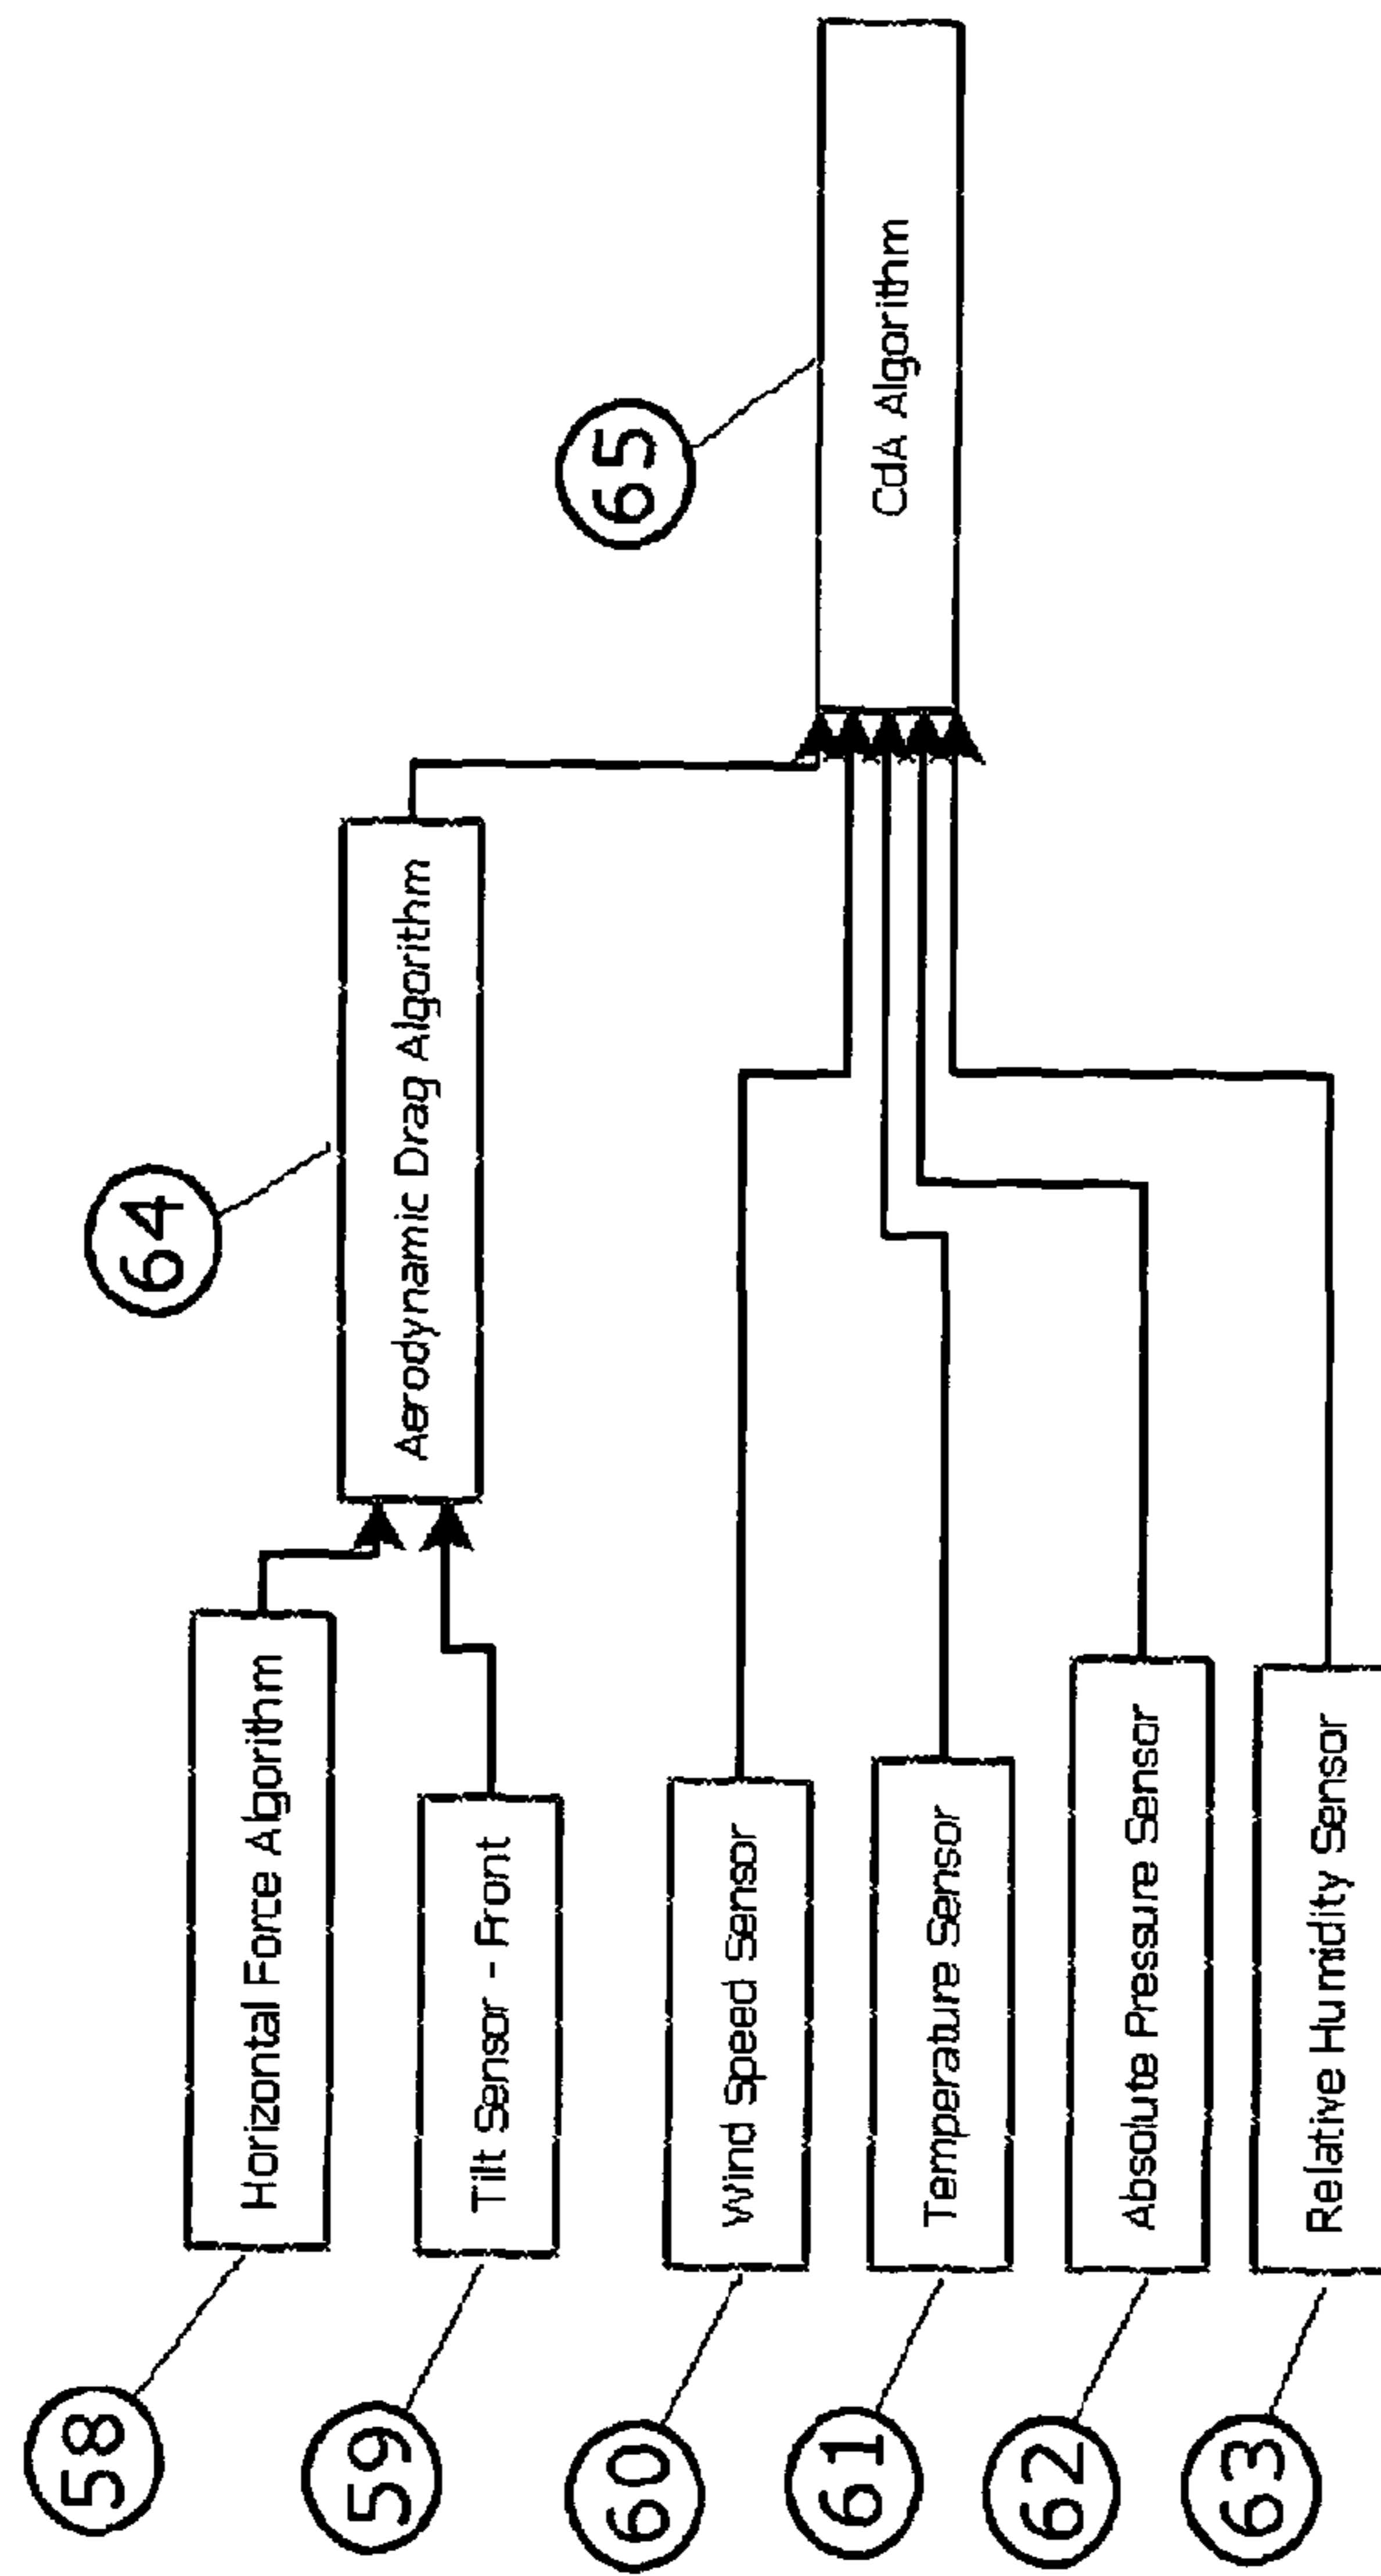 58
Horizontal Force Algorithm
59
Tilt Sensor - Front
64
Aerodynamic Drag Algorithm
60
Wind Speed Sensor
61
Temperature Sensor
62
Absolute Pressure Sensor
63
Relative Humidity Sensor
65
CdA Algorithm